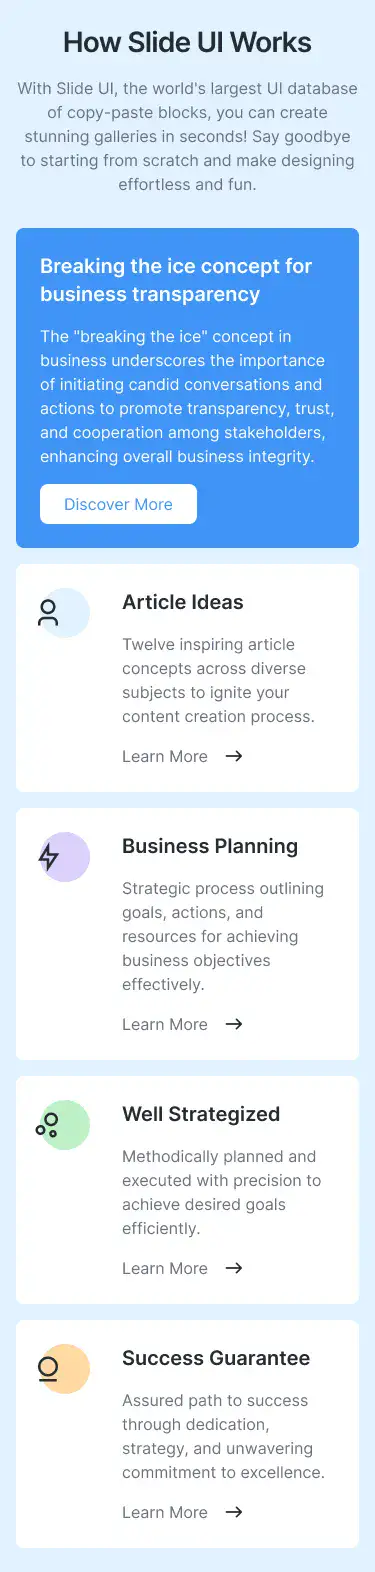 How Slide UI Works
With Slide UI, the world's largest UI database
of copy-paste blocks, you can create
stunning galleries in seconds! Say goodbye
to starting from scratch and make designing
effortless and fun.
Breaking the ice concept for
business transparency
The "breaking the ice" concept in
business underscores the importance
of initiating candid conversations and
actions to promote transparency, trust,
and cooperation among stakeholders,
enhancing overall business integrity.
Discover More
Article Ideas
Twelve inspiring article
concepts across diverse
subjects to ignite your
content creation process.
Learn More
Business Planning
Strategic process outlining
goals, actions, and
resources for achieving
business objectives
effectively.
Learn More
Well Strategized
Methodically planned and
executed with precision to
achieve desired goals
efficiently.
Learn More
Success Guarantee
Assured path to success
through dedication,
strategy, and unwavering
commitment to excellence.
Learn More